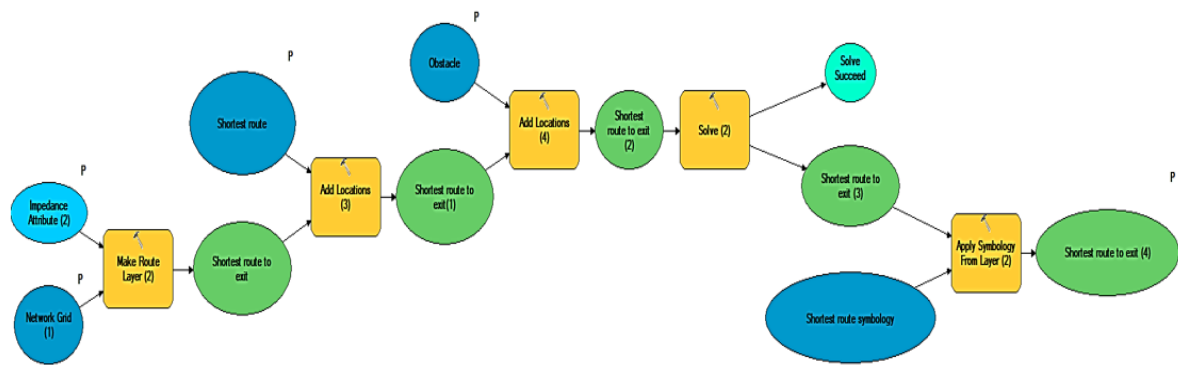 P
Impedance
Attribute (2)
P
Network Grid
(1)
Make Route
Layer (2)
Shortest route to
exit
P
Shortest route
Add Locations
(3)
Shortest route to
exit(1)
P
Obstacle
Add Locations
(4)
Shortest
route to exit
(2)
Solve (2)
Solve
Succeed
Shortest route to
exit (3)
Shortest route symbology
Apply Symbology
From Layer (2)
P
Shortest route to exit (4)